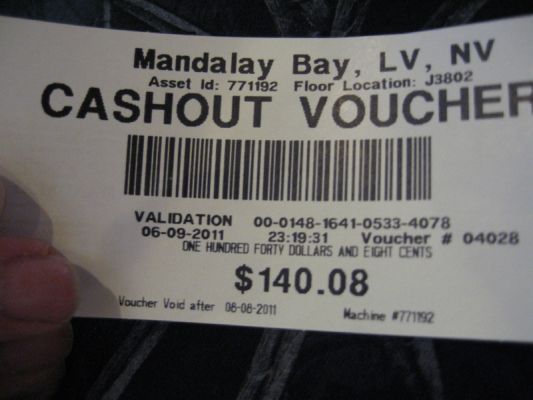 Mandalay Bay, LV, NV
Asset Id: 771192 Floor Location: J3802
CASHOUT VOUCHER
VALIDATION 00-0148-1641-0533-4078
06-09-2011 23:19:31 Voucher # 04028
ONE HUNDRED FORTY DOLLARS AND EIGHT CENTS
$140.08
Voucher Void after 08-08-2011 Machine #771192